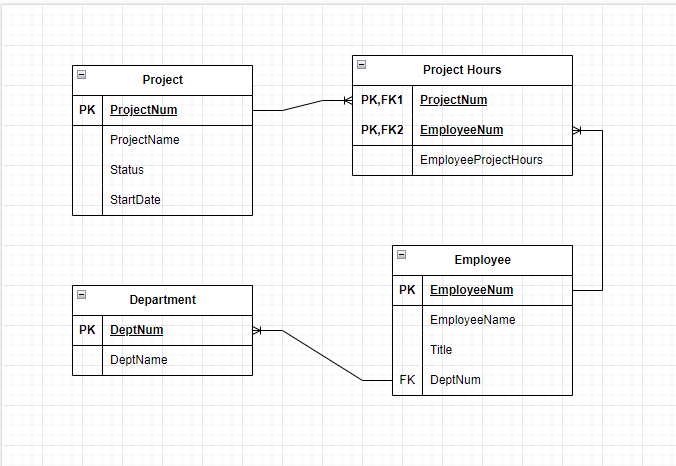 Project
PK ProjectNum
ProjectName
Status
StartDate
Project Hours
PK,FK1 ProjectNum
PK,FK2 EmployeeNum
EmployeeProjectHours
Department
PK DeptNum
DeptName
Employee
PK EmployeeNum
EmployeeName
Title
FK DeptNum